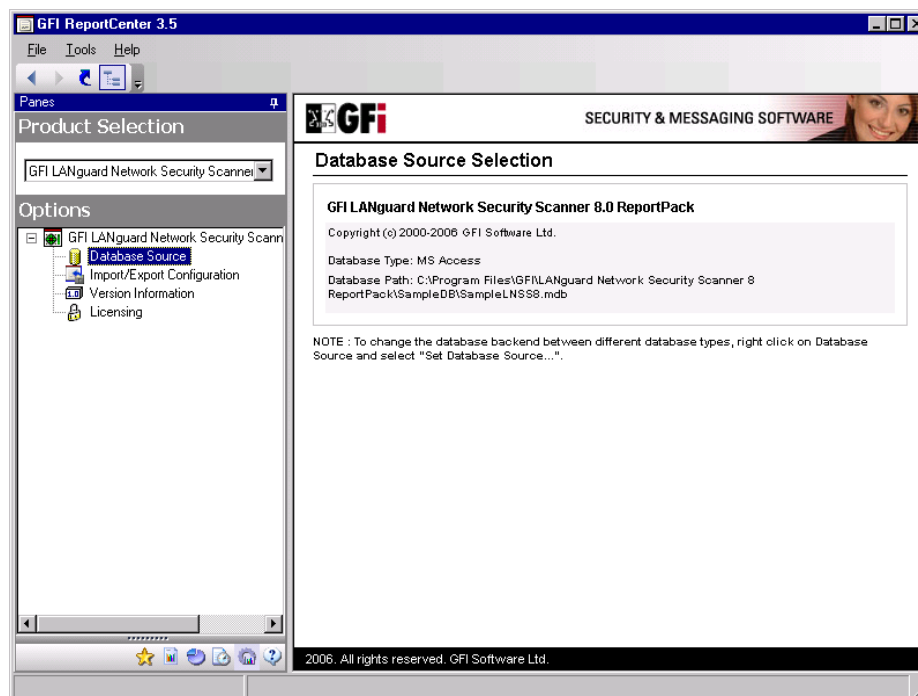 GFI ReportCenter 3.5
File Tools Help
Panes
Product Selection
GFI LANguard Network Security Scanner
Options
GFI LANguard Network Security Scann
Database Source
Import/Export Configuration
1.0 Version Information
Licensing
GFi SECURITY & MESSAGING SOFTWARE
Database Source Selection
GFI LANguard Network Security Scanner 8.0 ReportPack
Copyright (c) 2000-2006 GFI Software Ltd.
Database Type: MS Access
Database Path: C:\Program Files\GFI\LANguard Network Security Scanner 8
ReportPack\SampleDB\SampleLNSS8.mdb
NOTE : To change the database backend between different database types, right click on Database
Source and select "Set Database Source...".
2006. All rights reserved. GFI Software Ltd.